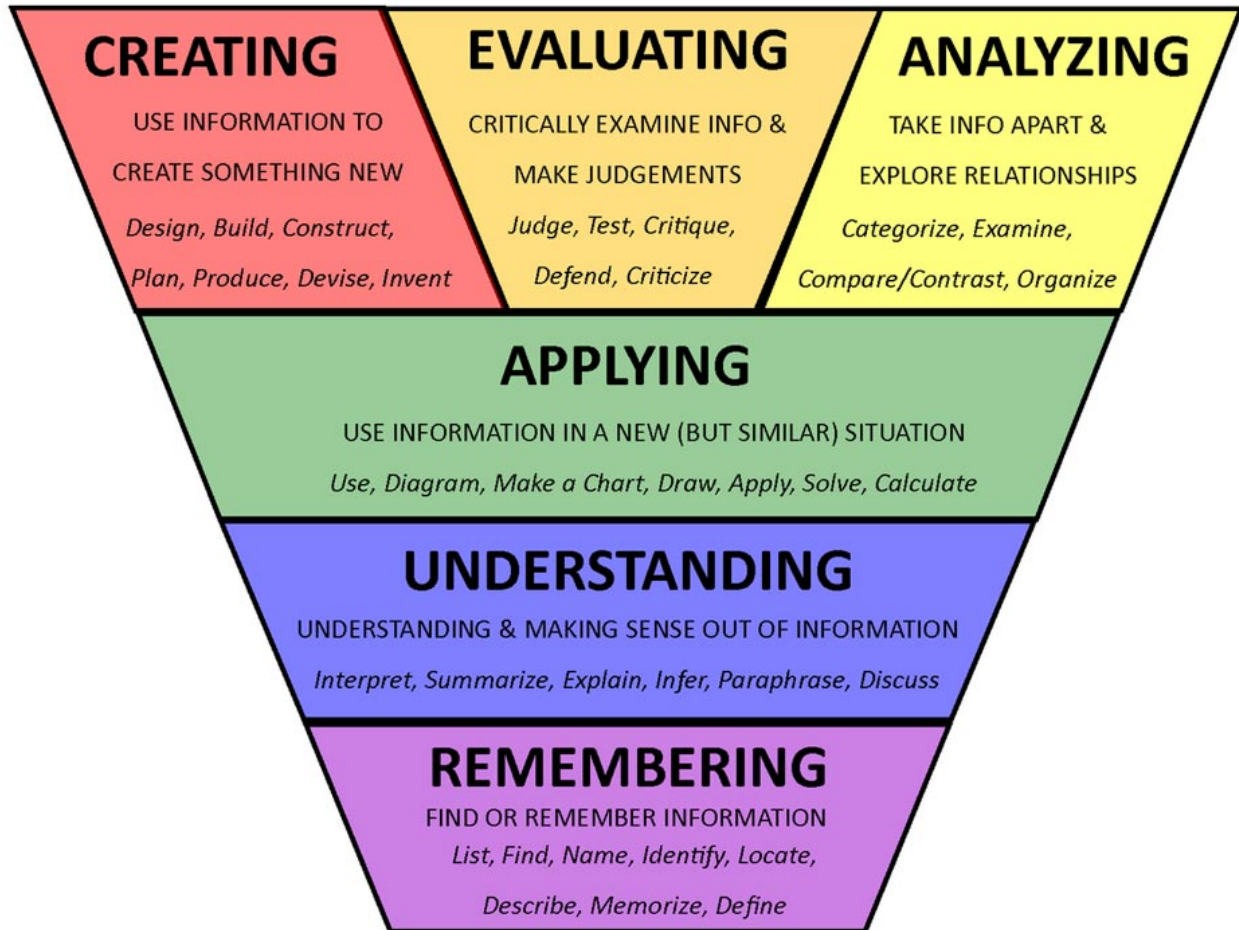 CREATING
USE INFORMATION TO
CREATE SOMETHING NEW
Design, Build, Construct,
Plan, Produce, Devise, Invent
EVALUATING
CRITICALLY EXAMINE INFO &
MAKE JUDGEMENTS
Judge, Test, Critique,
Defend, Criticize
ANALYZING
TAKE INFO APART &
EXPLORE RELATIONSHIPS
Categorize, Examine,
Compare/Contrast, Organize
APPLYING
USE INFORMATION IN A NEW (BUT SIMILAR) SITUATION
Use, Diagram, Make a Chart, Draw, Apply, Solve, Calculate
UNDERSTANDING
UNDERSTANDING & MAKING SENSE OUT OF INFORMATION
Interpret, Summarize, Explain, Infer, Paraphrase, Discuss
REMEMBERING
FIND OR REMEMBER INFORMATION
List, Find, Name, Identify, Locate,
Describe, Memorize, Define